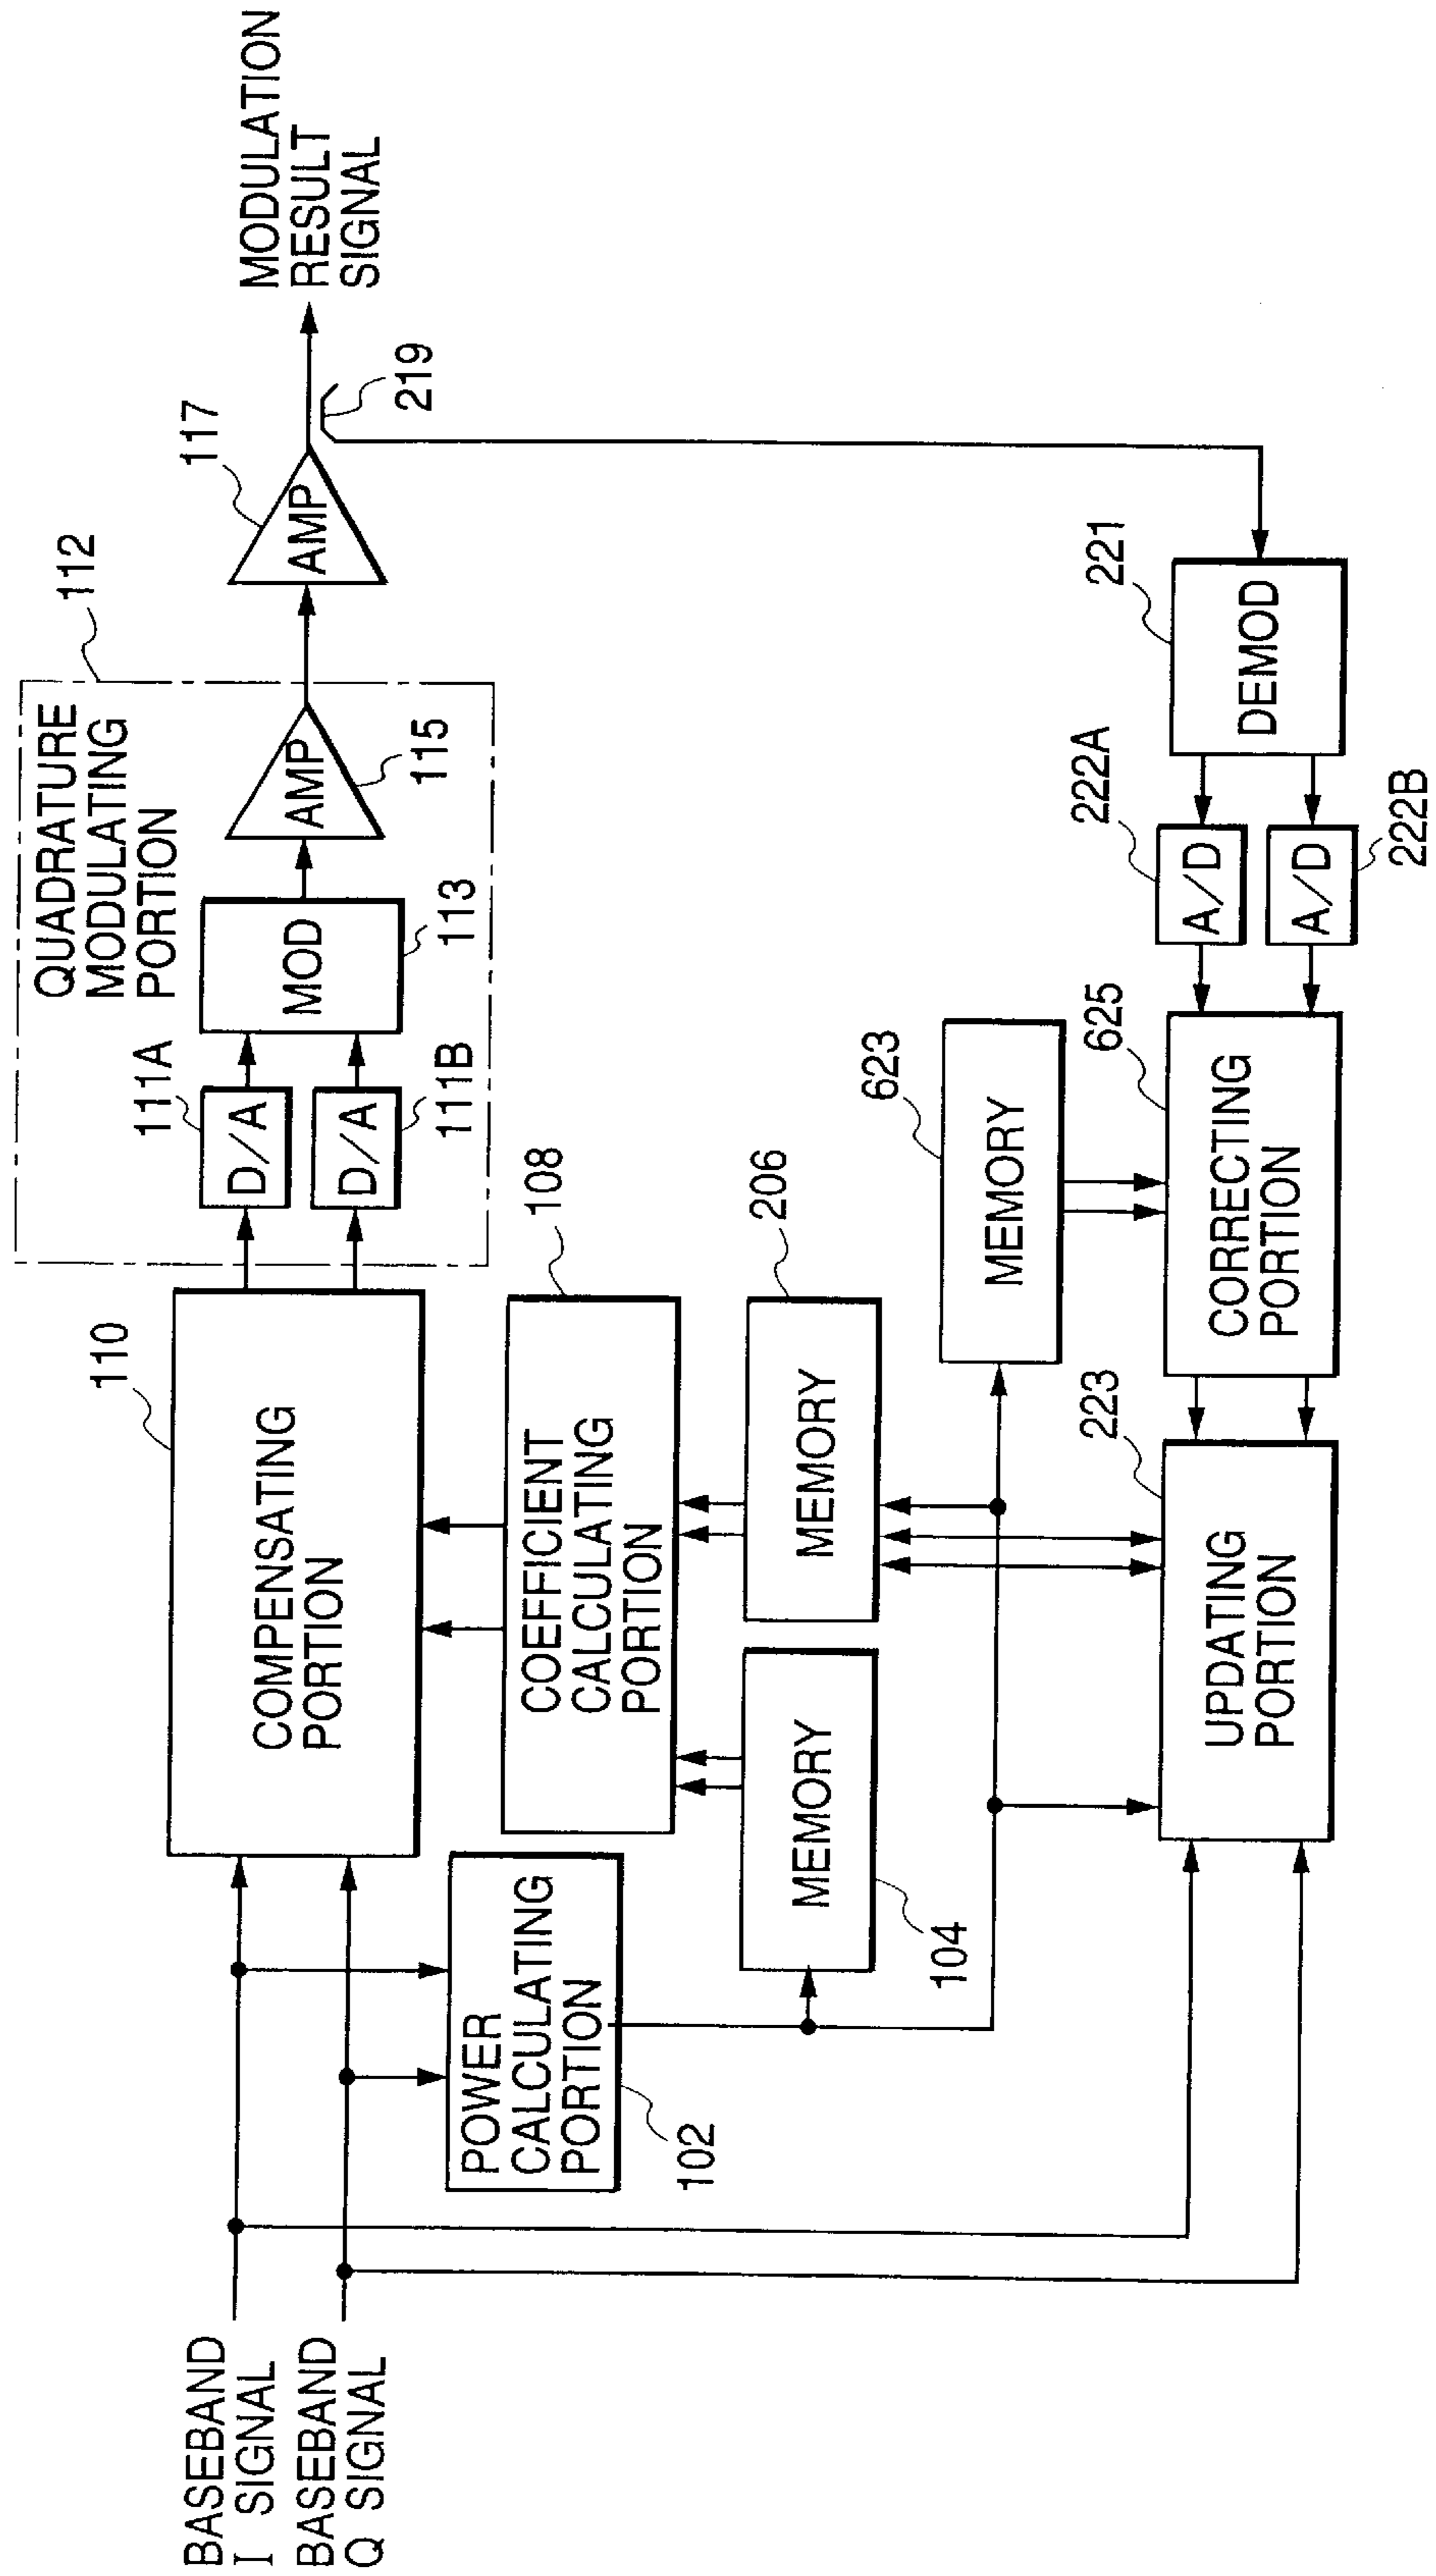 BASEBAND
I SIGNAL
BASEBAND
Q SIGNAL
110
COMPENSATING
PORTION
QUADRATURE
MODULATING
PORTION
112
111A
D/A
D/A
111B
MOD
113
AMP
115
117
AMP
219
MODULATION
RESULT
SIGNAL
POWER
CALCULATING
PORTION
102
108
COEFFICIENT
CALCULATING
PORTION
MEMORY
104
206
MEMORY
623
MEMORY
223
UPDATING
PORTION
625
CORRECTING
PORTION
222A
A/D
A/D
222B
221
DEMOD